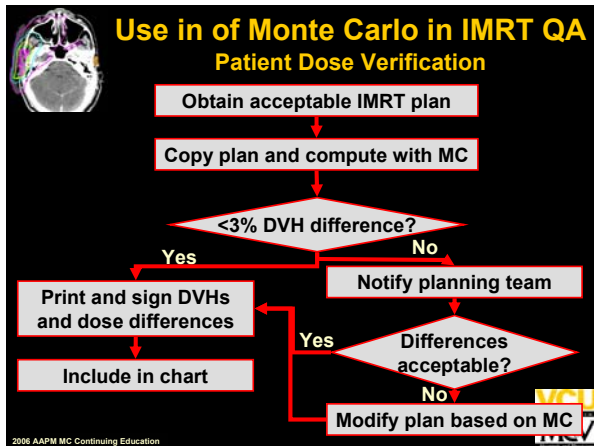 Use in of Monte Carlo in IMRT QA
Patient Dose Verification
Obtain acceptable IMRT plan
Copy plan and compute with MC
<3% DVH difference?
Yes
No
Print and sign DVHs
and dose differences
Notify planning team
Yes
Differences
acceptable?
Include in chart
No
Modify plan based on MC
VCU
2006 AAPM MC Continuing Education